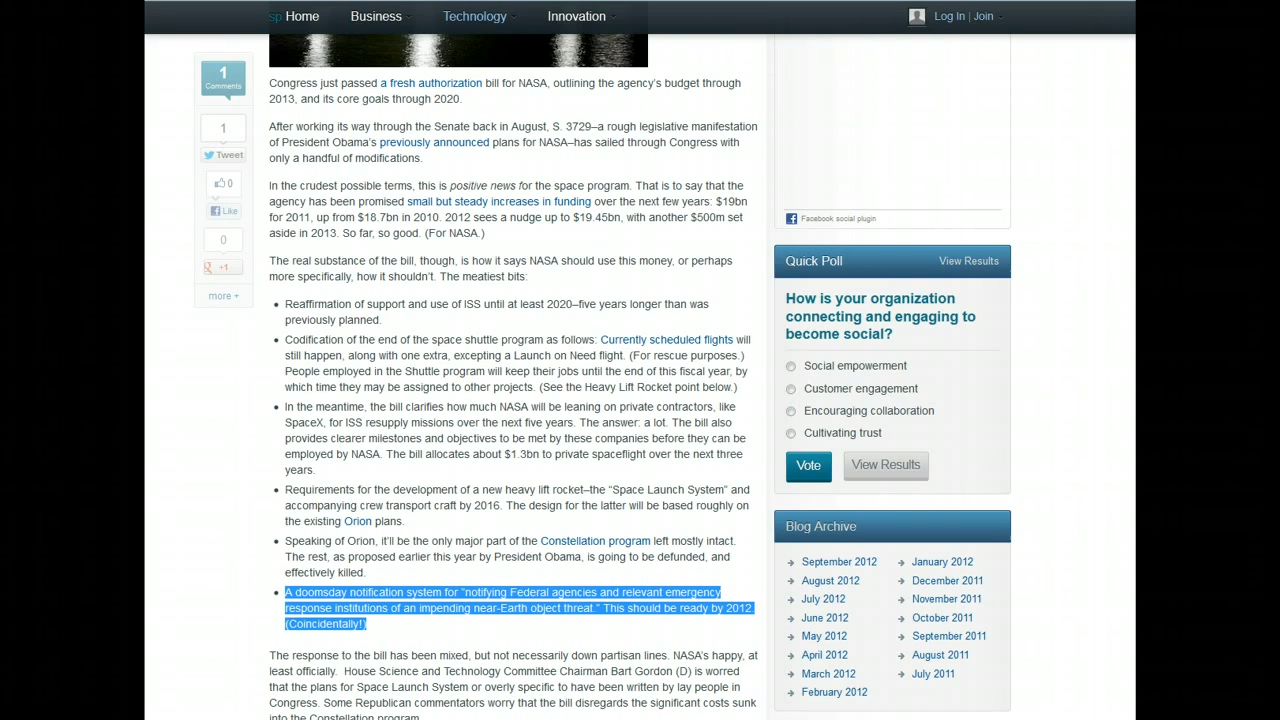 sp Home Business Technology Innovation Log In | Join
1
Comments
1
Tweet
0
Like
0
+1
more +
Congress just passed a fresh authorization bill for NASA, outlining the agency's budget through
2013, and its core goals through 2020.
After working its way through the Senate back in August, S. 3729–a rough legislative manifestation
of President Obama's previously announced plans for NASA–has sailed through Congress with
only a handful of modifications.
In the crudest possible terms, this is positive news for the space program. That is to say that the
agency has been promised small but steady increases in funding over the next few years: $19bn
for 2011, up from $18.7bn in 2010. 2012 sees a nudge up to $19.45bn, with another $500m set
aside in 2013. So far, so good. (For NASA.)
The real substance of the bill, though, is how it says NASA should use this money, or perhaps
more specifically, how it shouldn't. The meatiest bits:
Reaffirmation of support and use of ISS until at least 2020–five years longer than was
previously planned.
Codification of the end of the space shuttle program as follows: Currently scheduled flights will
still happen, along with one extra, excepting a Launch on Need flight. (For rescue purposes.)
People employed in the Shuttle program will keep their jobs until the end of this fiscal year, by
which time they may be assigned to other projects. (See the Heavy Lift Rocket point below.)
In the meantime, the bill clarifies how much NASA will be leaning on private contractors, like
SpaceX, for ISS resupply missions over the next five years. The answer: a lot. The bill also
provides clearer milestones and objectives to be met by these companies before they can be
employed by NASA. The bill allocates about $1.3bn to private spaceflight over the next three
years.
Requirements for the development of a new heavy lift rocket–the "Space Launch System" and
accompanying crew transport craft by 2016. The design for the latter will be based roughly on
the existing Orion plans.
Speaking of Orion, it'll be the only major part of the Constellation program left mostly intact.
The rest, as proposed earlier this year by President Obama, is going to be defunded, and
effectively killed.
A doomsday notification system for "notifying Federal agencies and relevant emergency
response institutions of an impending near-Earth object threat." This should be ready by 2012.
(Coincidentally!)
The response to the bill has been mixed, but not necessarily down partisan lines. NASA's happy, at
least officially. House Science and Technology Committee Chairman Bart Gordon (D) is worred
that the plans for Space Launch System or overly specific to have been written by lay people in
Congress. Some Republican commentators worry that the bill disregards the significant costs sunk
into the Constellation program
Facebook social plugin
Quick Poll View Results
How is your organization
connecting and engaging to
become social?
Social empowerment
Customer engagement
Encouraging collaboration
Cultivating trust
Vote View Results
Blog Archive
September 2012 January 2012
August 2012 December 2011
July 2012 November 2011
June 2012 October 2011
May 2012 September 2011
April 2012 August 2011
March 2012 July 2011
February 2012